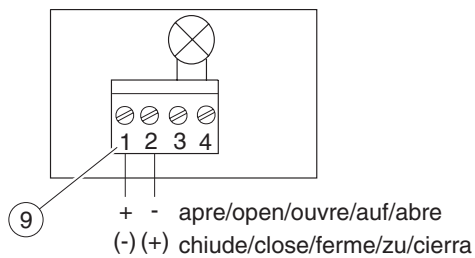 1 2 3 4
9
+ - apre/open/ouvre/auf/abre
(-) (+) chiude/close/ferme/zu/cierra